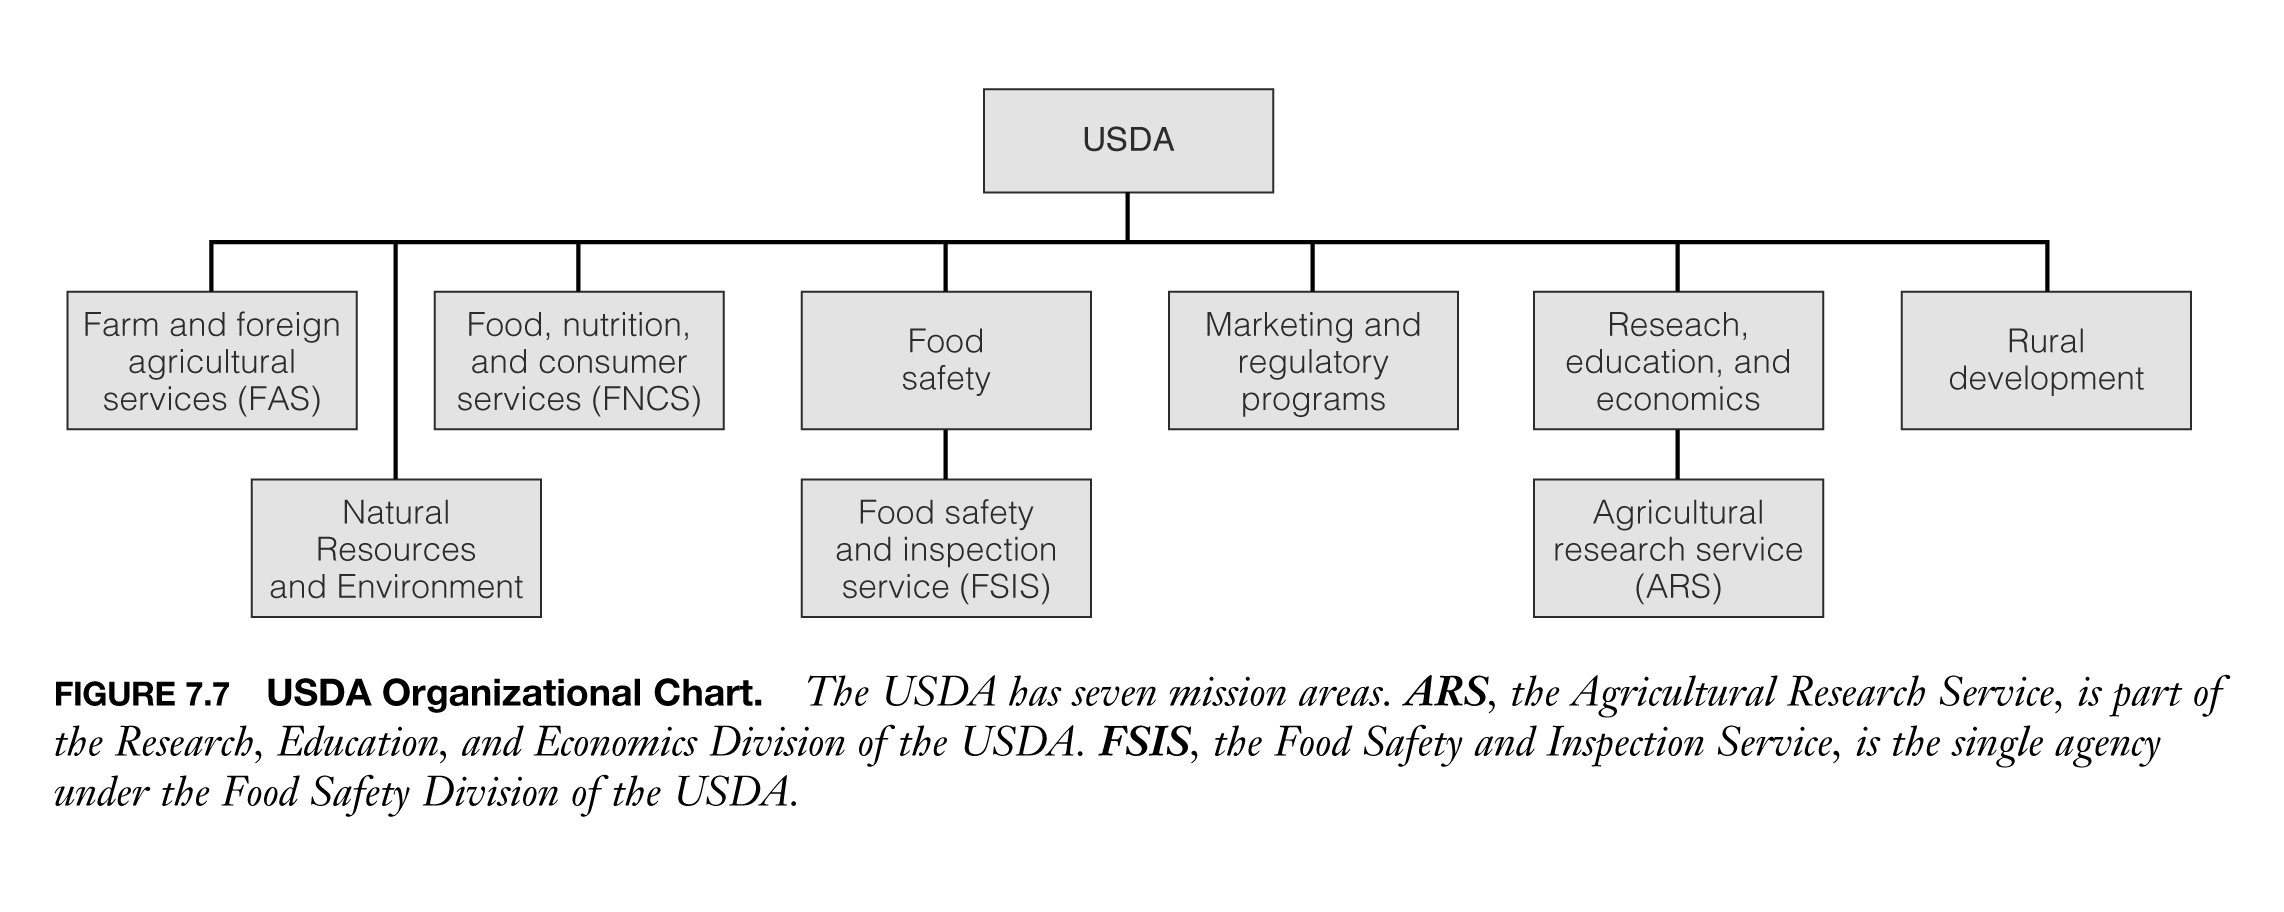 USDA
Farm and foreign
agricultural
services (FAS)
Food, nutrition,
and consumer
services (FNCS)
Food
safety
Marketing and
regulatory
programs
Reseach,
education, and
economics
Rural
development
Natural
Resources
and Environment
Food safety
and inspection
service (FSIS)
Agricultural
research service
(ARS)
FIGURE 7.7 USDA Organizational Chart. The USDA has seven mission areas. ARS, the Agricultural Research Service, is part of
the Research, Education, and Economics Division of the USDA. FSIS, the Food Safety and Inspection Service, is the single agency
under the Food Safety Division of the USDA.